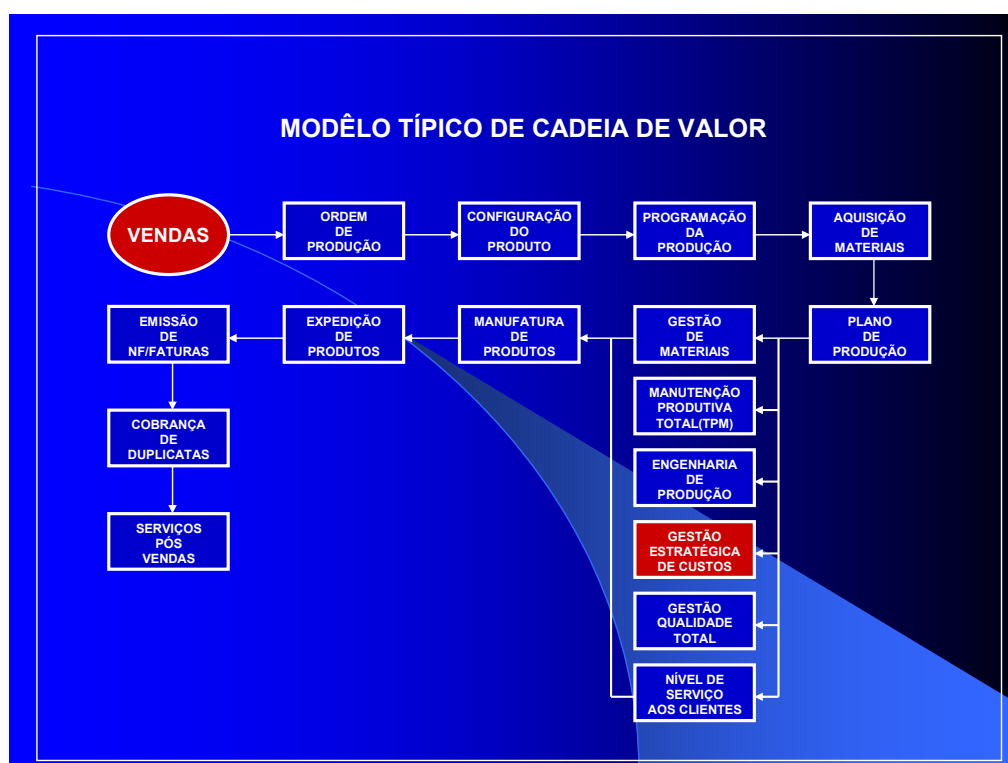 MODÊLO TÍPICO DE CADEIA DE VALOR
VENDAS
ORDEM
DE
PRODUÇÃO
CONFIGURAÇÃO
DO
PRODUTO
PROGRAMAÇÃO
DA
PRODUÇÃO
AQUISIÇÃO
DE
MATERIAIS
EMISSÃO
DE
NF/FATURAS
EXPEDIÇÃO
DE
PRODUTOS
MANUFATURA
DE
PRODUTOS
GESTÃO
DE
MATERIAIS
PLANO
DE
PRODUÇÃO
MANUTENÇÃO
PRODUTIVA
TOTAL(TPM)
COBRANÇA
DE
DUPLICATAS
ENGENHARIA
DE
PRODUÇÃO
SERVIÇOS
PÓS
VENDAS
GESTÃO
ESTRATÉGICA
DE CUSTOS
GESTÃO
QUALIDADE
TOTAL
NÍVEL DE
SERVIÇO
AOS CLIENTES